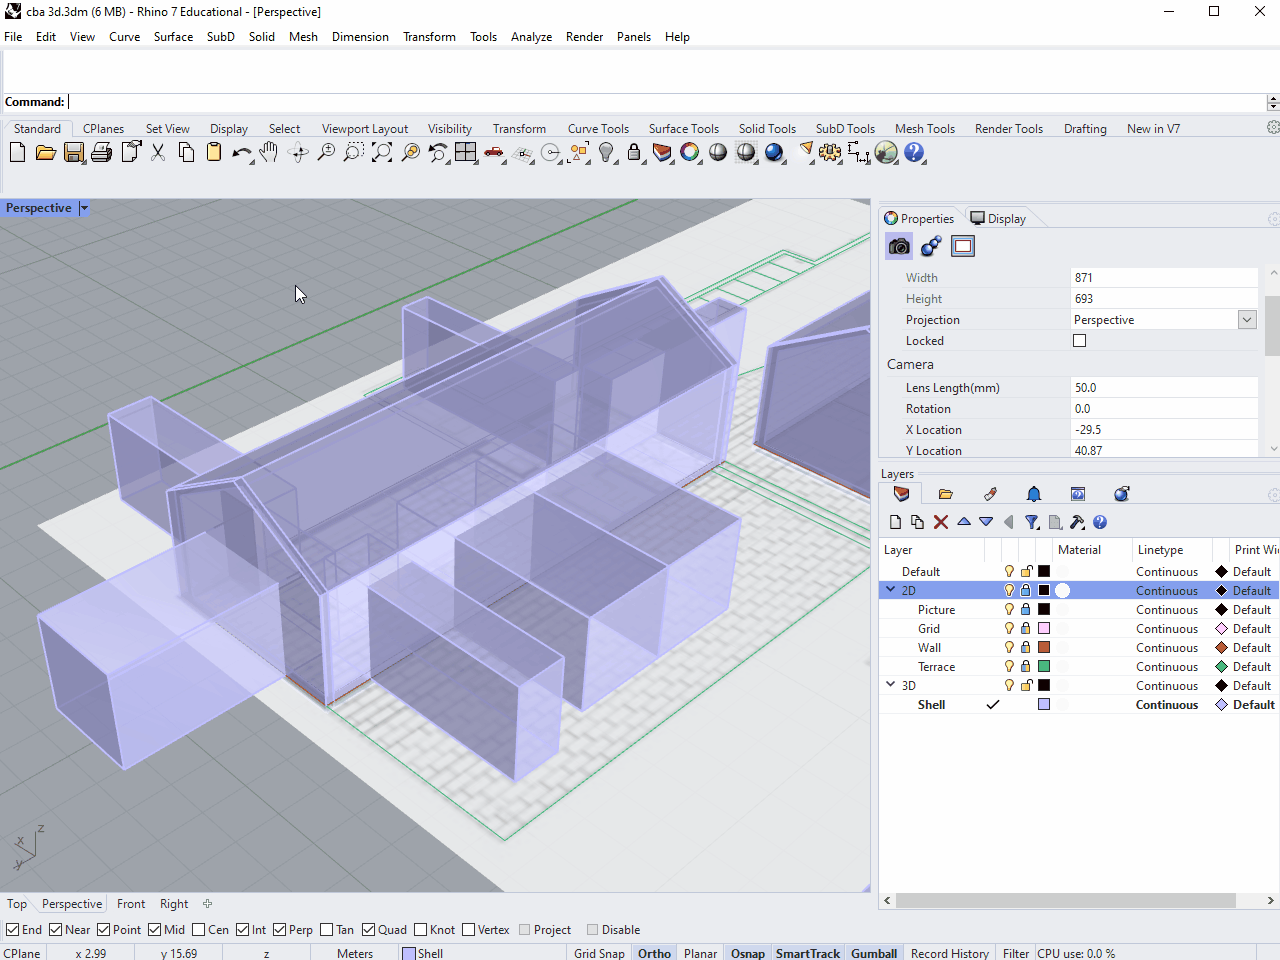 cba 3d.3dm (6 MB) - Rhino 7 Educational - [Perspective]
File Edit View Curve Surface SubD Solid Mesh Dimension Transform Tools Analyze Render Panels Help
Command:
Standard CPlanes Set View Display Select Viewport Layout Visibility Transform Curve Tools Surface Tools Solid Tools SubD Tools Mesh Tools Render Tools Drafting New in V7
Perspective
Properties Display
Width 871
Height 693
Projection Perspective
Locked
Camera
Lens Length(mm) 50.0
Rotation 0.0
X Location -29.5
Y Location 40.87
Layers
Layer Material Linetype Print Wi
Default Continuous Default
2D Continuous Default
Picture Continuous Default
Grid Continuous Default
Wall Continuous Default
Terrace Continuous Default
3D Continuous Default
Shell Continuous Default
z
x
y
Top Perspective Front Right
End Near Point Mid Cen Int Perp Tan Quad Knot Vertex Project Disable
CPlane x 2.99 y 15.69 z Meters Shell Grid Snap Ortho Planar Osnap SmartTrack Gumball Record History Filter CPU use: 0.0 %